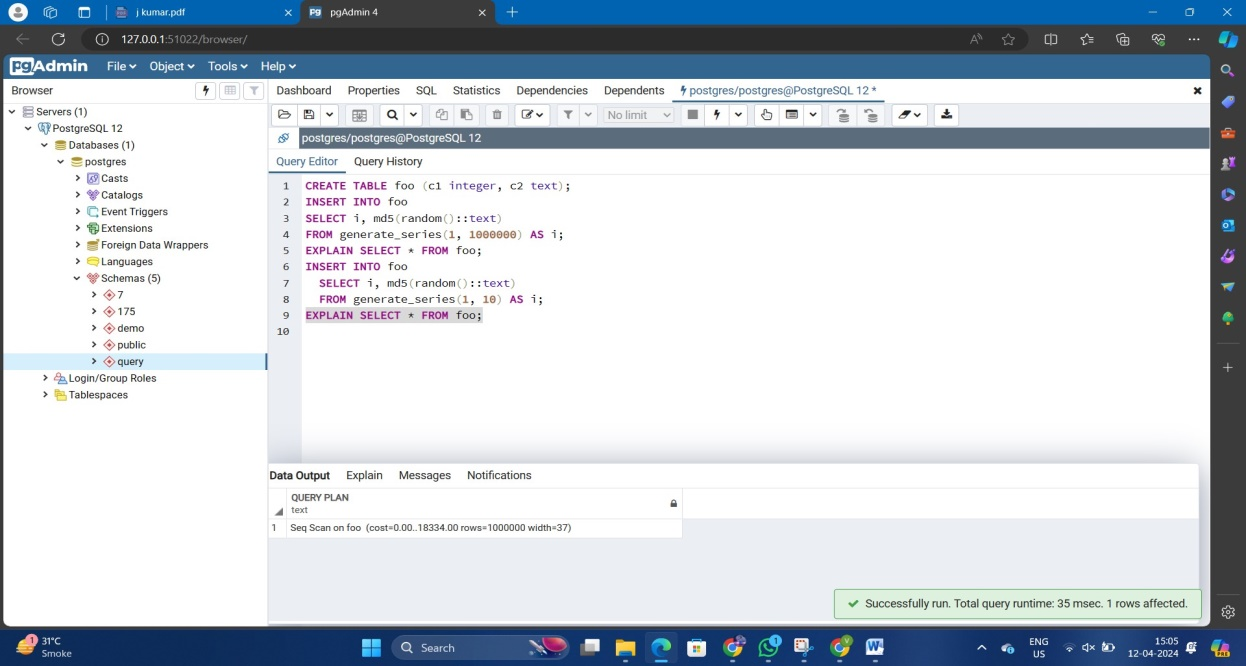 j kumar.pdf
pgAdmin 4
127.0.0.1:51022/browser/
pgAdmin File Object Tools Help
Browser
Dashboard Properties SQL Statistics Dependencies Dependents postgres/postgres@PostgreSQL 12 *
Servers (1)
PostgreSQL 12
Databases (1)
postgres
Casts
Catalogs
Event Triggers
Extensions
Foreign Data Wrappers
Languages
Schemas (5)
7
175
demo
public
query
Login/Group Roles
Tablespaces
No limit
postgres/postgres@PostgreSQL 12
Query Editor Query History
1 CREATE TABLE foo (c1 integer, c2 text);
2 INSERT INTO foo
3 SELECT i, md5(random()::text)
4 FROM generate_series(1, 1000000) AS i;
5 EXPLAIN SELECT * FROM foo;
6 INSERT INTO foo
7 SELECT i, md5(random()::text)
8 FROM generate_series(1, 10) AS i;
9 EXPLAIN SELECT * FROM foo;
10
Data Output Explain Messages Notifications
QUERY PLAN
text
1 Seq Scan on foo (cost=0.00..18334.00 rows=1000000 width=37)
Successfully run. Total query runtime: 35 msec. 1 rows affected.
1
31°C
Smoke
Search
1
ENG
US
15:05
12-04-2024
PRE